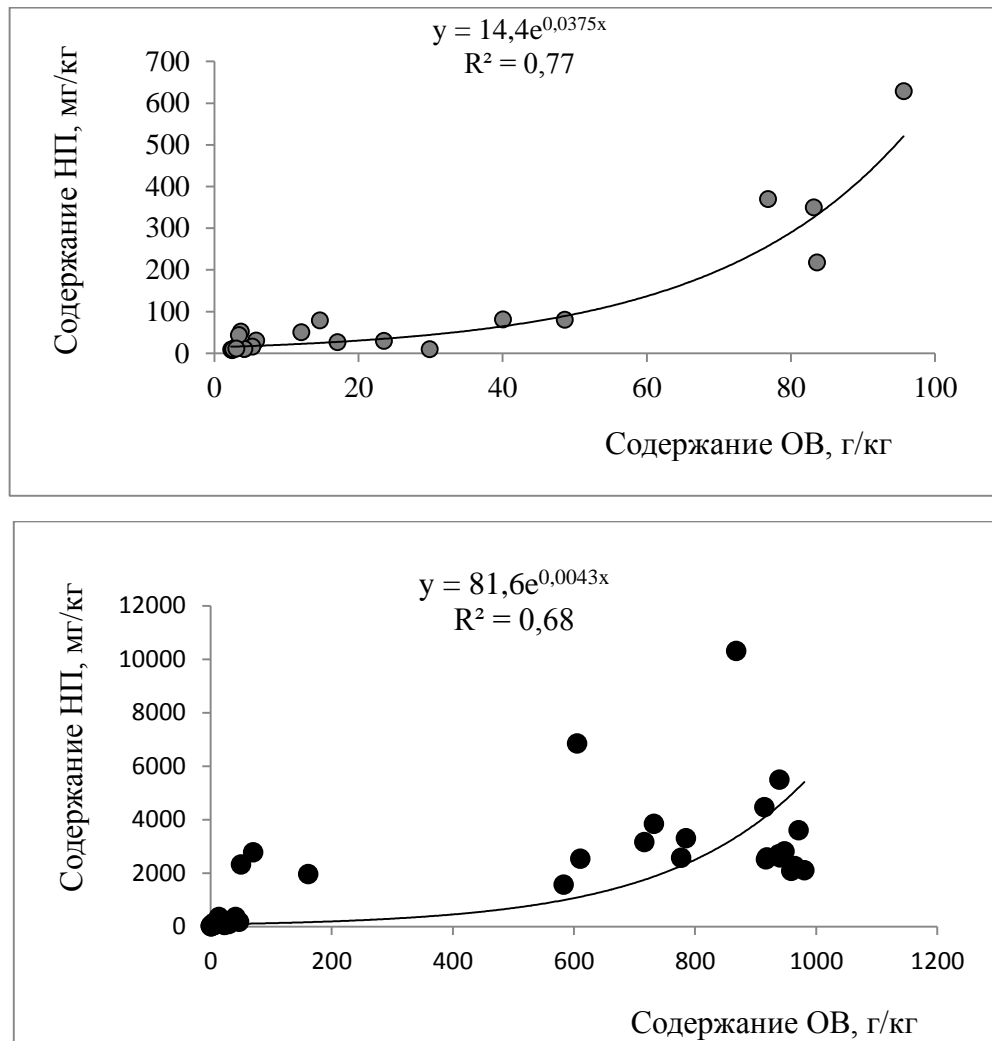 y = 14,4e^0,0375x
R² = 0,77
Содержание НП, мг/кг
700
600
500
400
300
200
100
0
0 20 40 60 80 100
Содержание ОВ, г/кг
y = 81,6e^0,0043x
R² = 0,68
Содержание НП, мг/кг
12000
10000
8000
6000
4000
2000
0
0 200 400 600 800 1000 1200
Содержание ОВ, г/кг